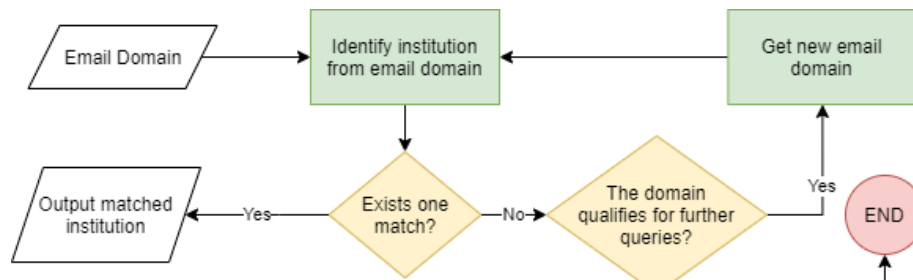 Email Domain
Identify institution
from email domain
Get new email
domain
Output matched
institution
Yes
Exists one
match?
No
The domain
qualifies for further
queries?
Yes
END